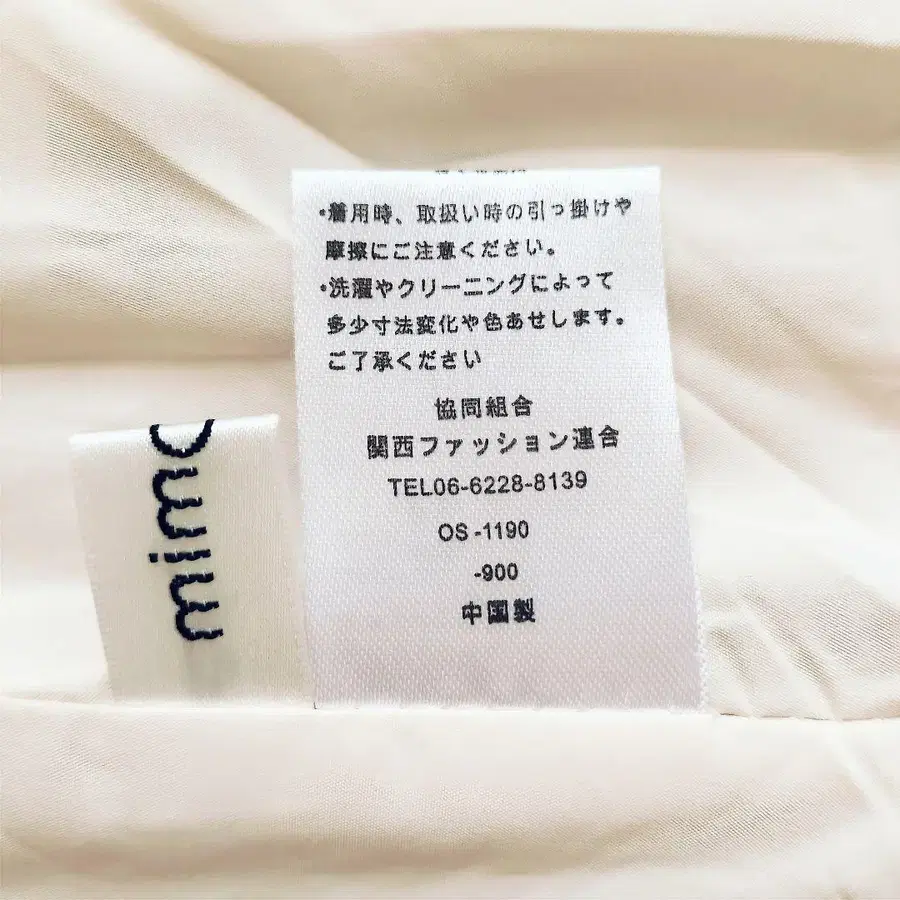 ・着用時、取扱い時の引っ掛けや
摩擦にご注意ください。
・洗濯やクリーニングによって
多少寸法変化や色あせします。
ご了承ください
協同組合
関西ファッション連合
TEL06-6228-8139
OS-1190
-900
中国製
mimo